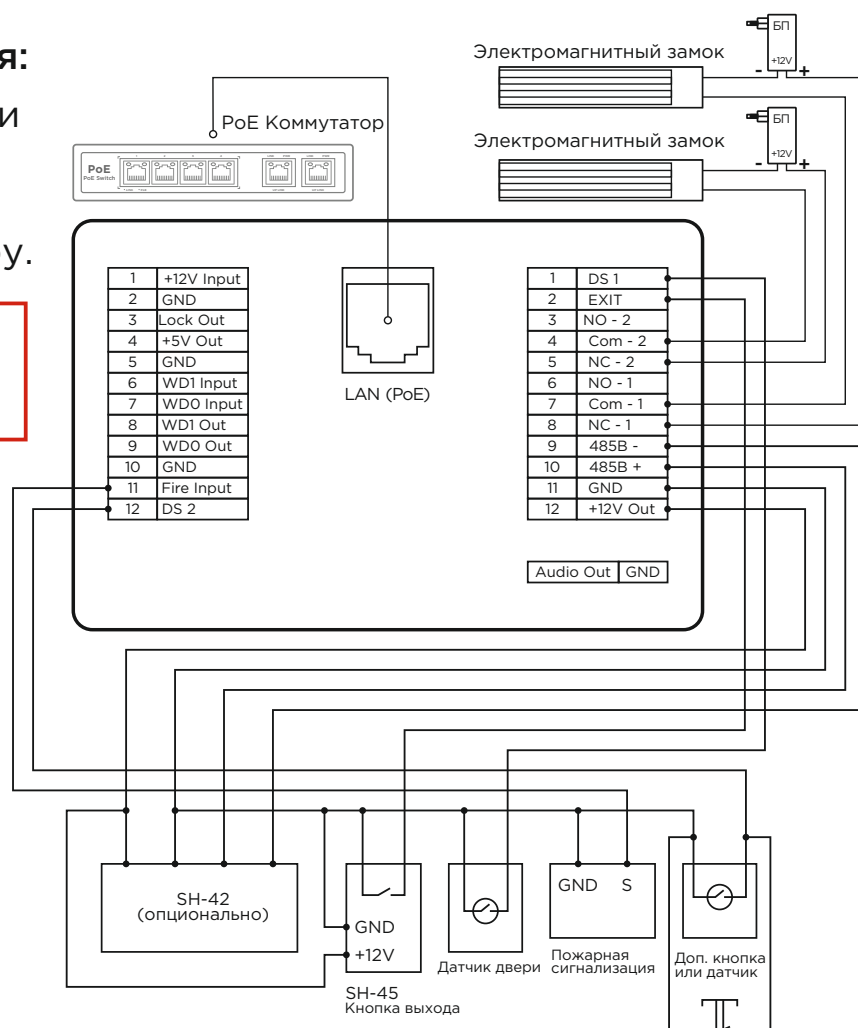 я:
и
у.
БП
+12V
- +
Электромагнитный замок
БП
+12V
- +
Электромагнитный замок
PoE Коммутатор
PoE
PoE Switch
1 +12V Input
2 GND
3 Lock Out
4 +5V Out
5 GND
6 WD1 Input
7 WD0 Input
8 WD1 Out
9 WD0 Out
10 GND
11 Fire Input
12 DS 2
LAN (PoE)
1 DS 1
2 EXIT
3 NO - 2
4 Com - 2
5 NC - 2
6 NO - 1
7 Com - 1
8 NC - 1
9 485B -
10 485B +
11 GND
12 +12V Out
Audio Out GND
SH-42
(опционально)
GND
+12V
SH-45
Кнопка выхода
Датчик двери
GND S
Пожарная
сигнализация
Доп. кнопка
или датчик